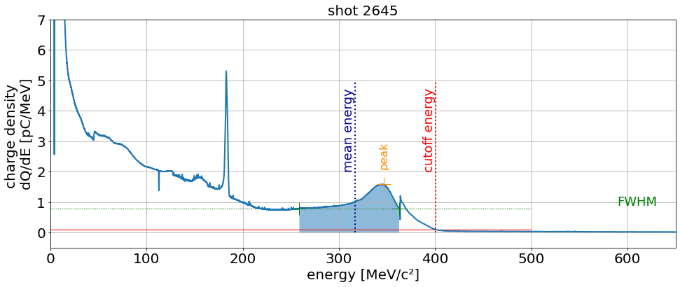 shot 2645
charge density
dQ/dE [pC/MeV]
7
6
5
4
3
2
1
0
mean energy
peak
cutoff energy
FWHM
0 100 200 300 400 500 600
energy [MeV/c²]